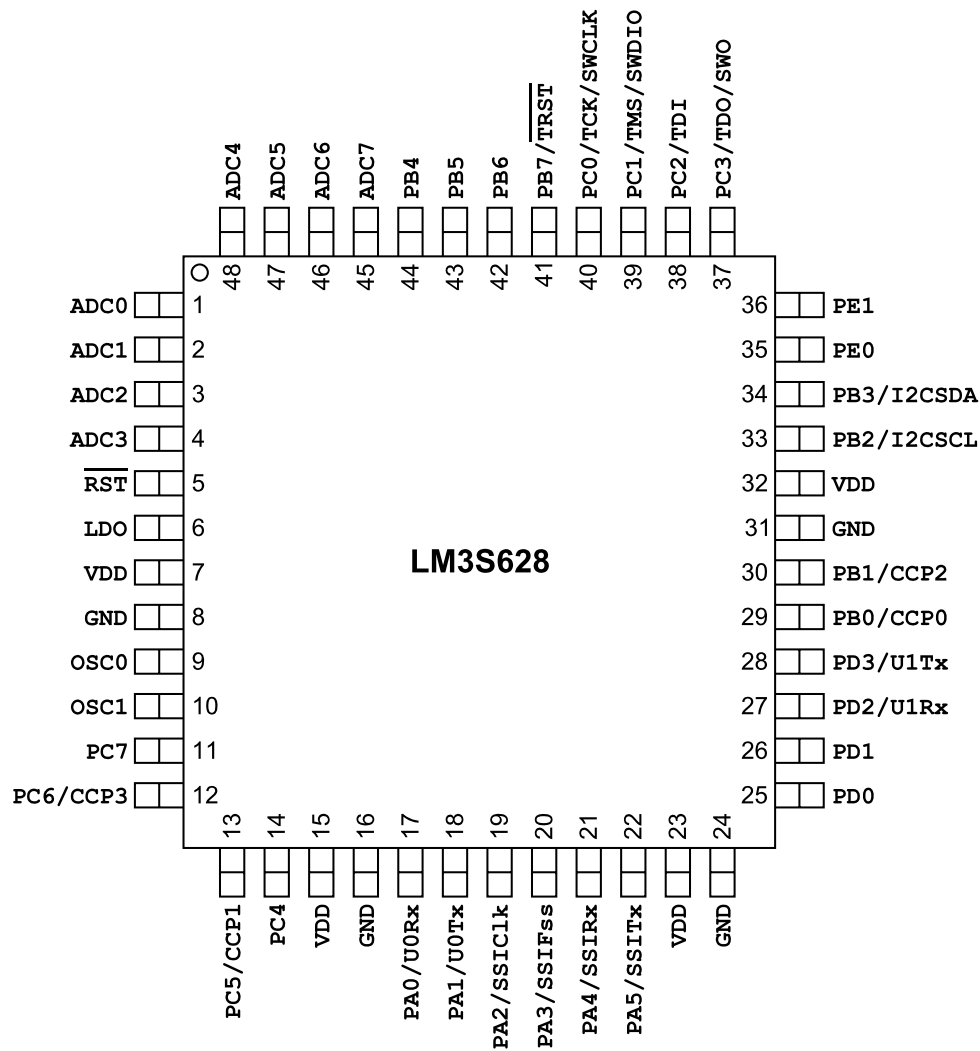 ADC4
ADC5
ADC6
ADC7
PB4
PB5
PB6
PB7/TRST
PC0/TCK/SWCLK
PC1/TMS/SWDIO
PC2/TDI
PC3/TDO/SWO
48
47
46
45
44
43
42
41
40
39
38
37
ADC0 1
ADC1 2
ADC2 3
ADC3 4
RST 5
LDO 6
VDD 7
GND 8
OSC0 9
OSC1 10
PC7 11
PC6/CCP3 12
LM3S628
36 PE1
35 PE0
34 PB3/I2CSDA
33 PB2/I2CSCL
32 VDD
31 GND
30 PB1/CCP2
29 PB0/CCP0
28 PD3/U1Tx
27 PD2/U1Rx
26 PD1
25 PD0
13
14
15
16
17
18
19
20
21
22
23
24
PC5/CCP1
PC4
VDD
GND
PA0/U0Rx
PA1/U0Tx
PA2/SSIClk
PA3/SSIFss
PA4/SSIRx
PA5/SSITx
VDD
GND